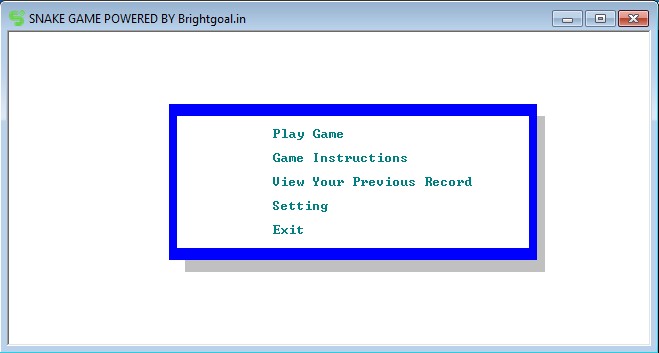 SNAKE GAME POWERED BY Brightgoal.in
Play Game
Game Instructions
View Your Previous Record
Setting
Exit